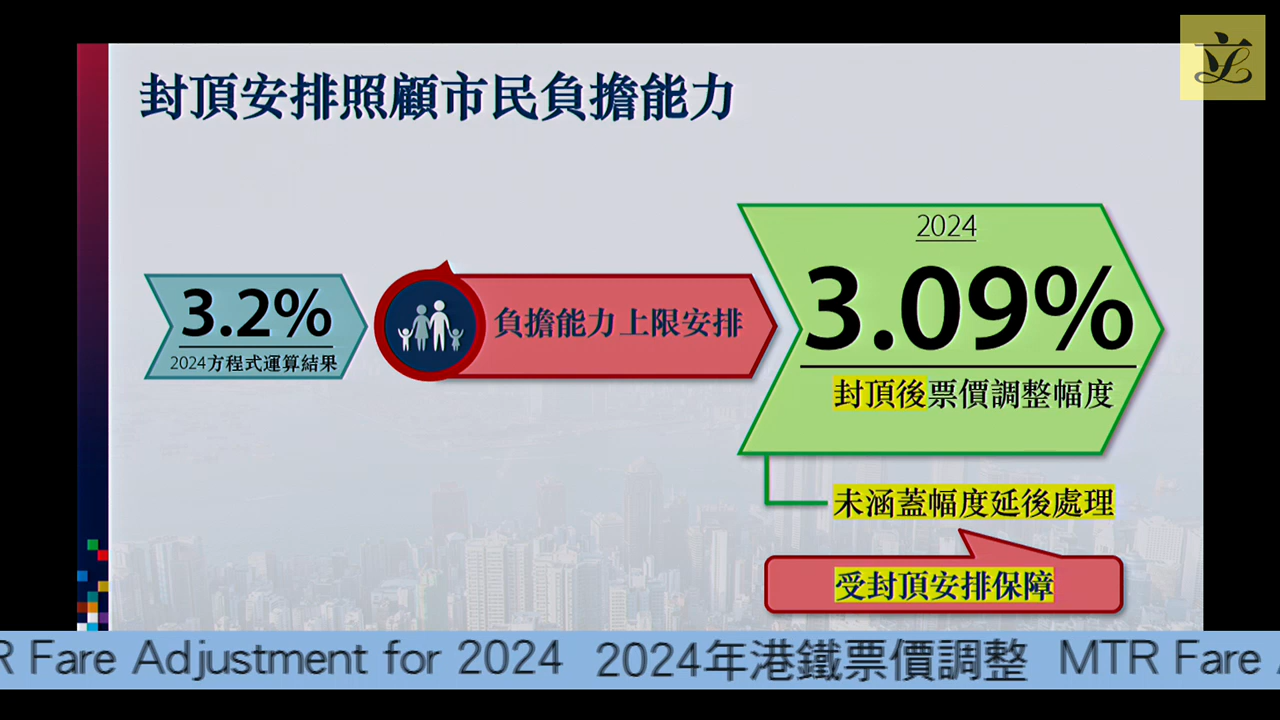 立
封頂安排照顧市民負擔能力
2024
3.2%
2024方程式運算結果
負擔能力上限安排
3.09%
封頂後票價調整幅度
未涵蓋幅度延後處理
受封頂安排保障
R Fare Adjustment for 2024 2024年港鐵票價調整 MTR Fare